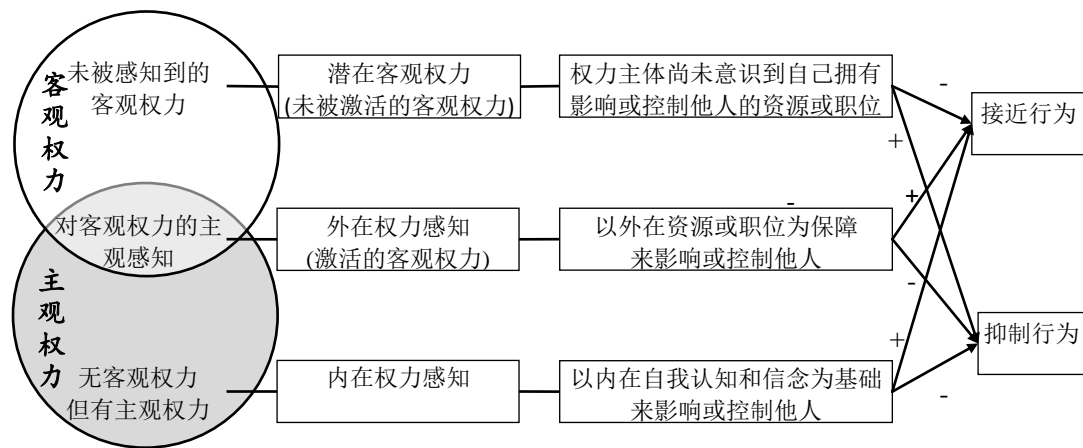 客观权力
未被感知到的
客观权力
潜在客观权力
(未被激活的客观权力)
权力主体尚未意识到自己拥有
影响或控制他人的资源或职位
-
+
接近行为
对客观权力的主
观感知
外在权力感知
(激活的客观权力)
-
以外在资源或职位为保障
来影响或控制他人
+
-
主观权力
无客观权力
但有主观权力
内在权力感知
以内在自我认知和信念为基础
来影响或控制他人
+
-
抑制行为